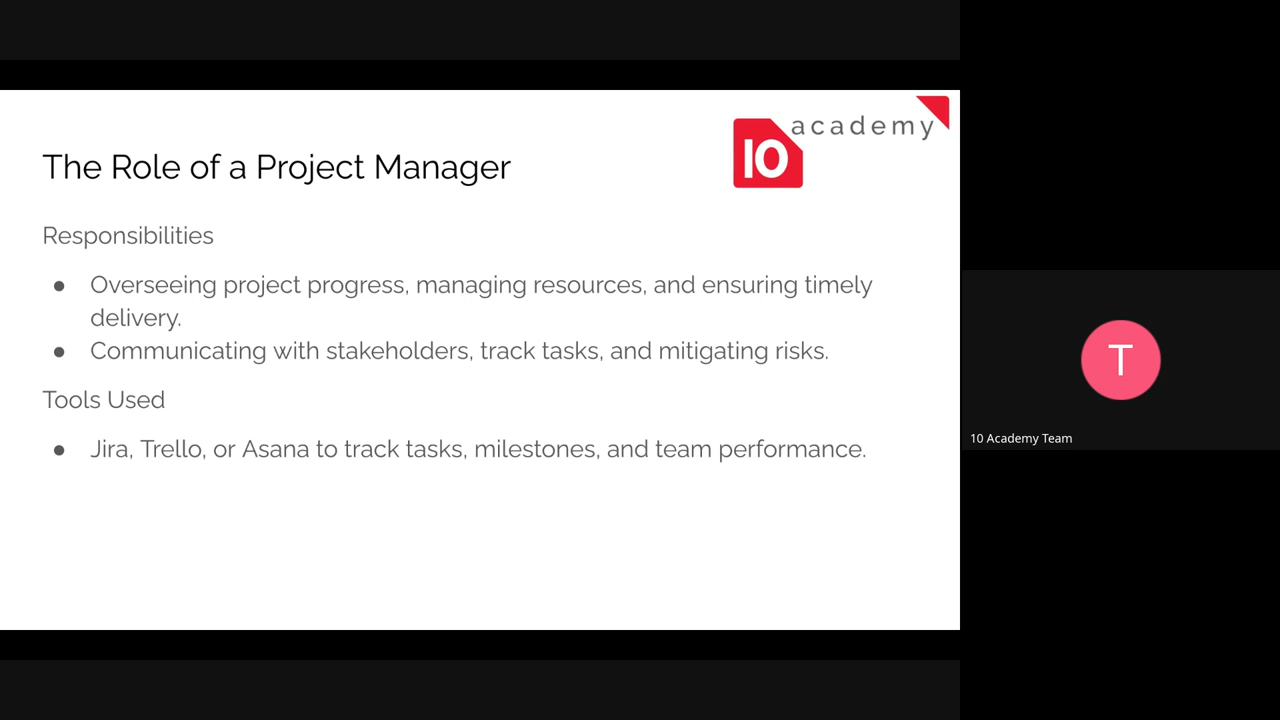 10 academy
The Role of a Project Manager
Responsibilities
● Overseeing project progress, managing resources, and ensuring timely
delivery.
● Communicating with stakeholders, track tasks, and mitigating risks.
Tools Used
● Jira, Trello, or Asana to track tasks, milestones, and team performance.
T
10 Academy Team